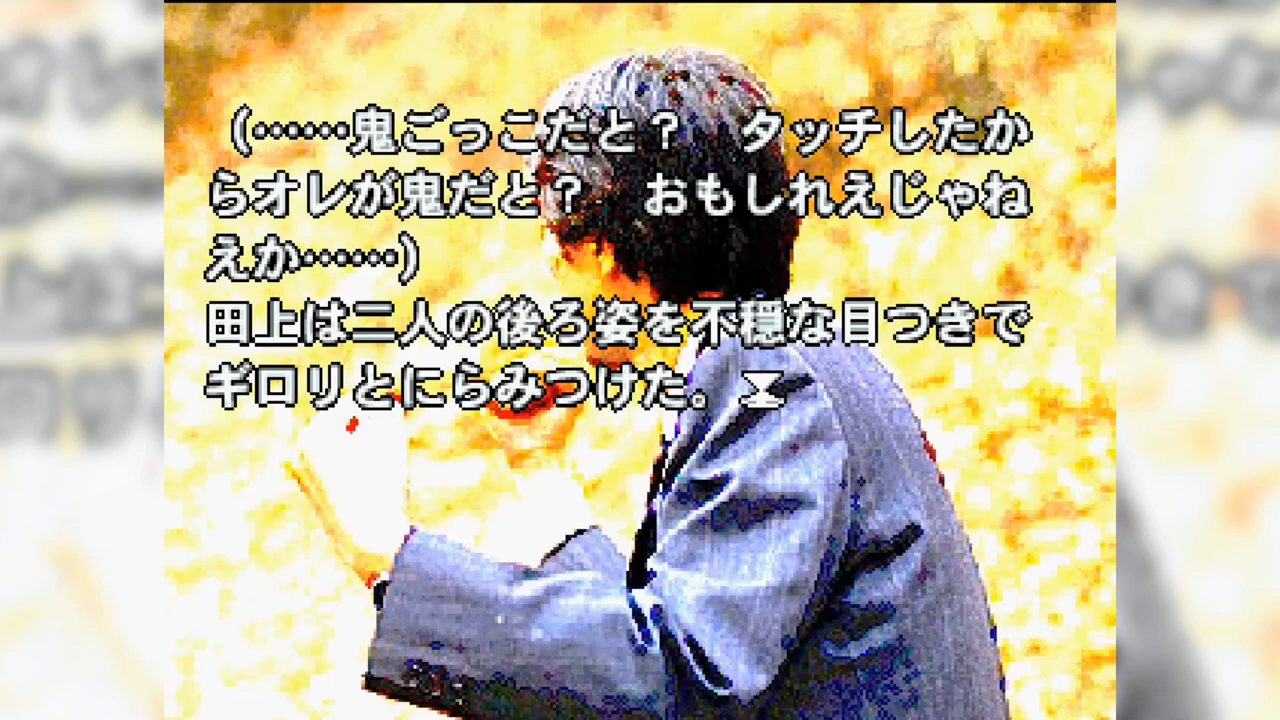 （……鬼ごっこだと？　タッチしたか
らオレが鬼だと？　おもしれえじゃね
えか……）
田上は二人の後ろ姿を不穏な目つきで
ギロリとにらみつけた。